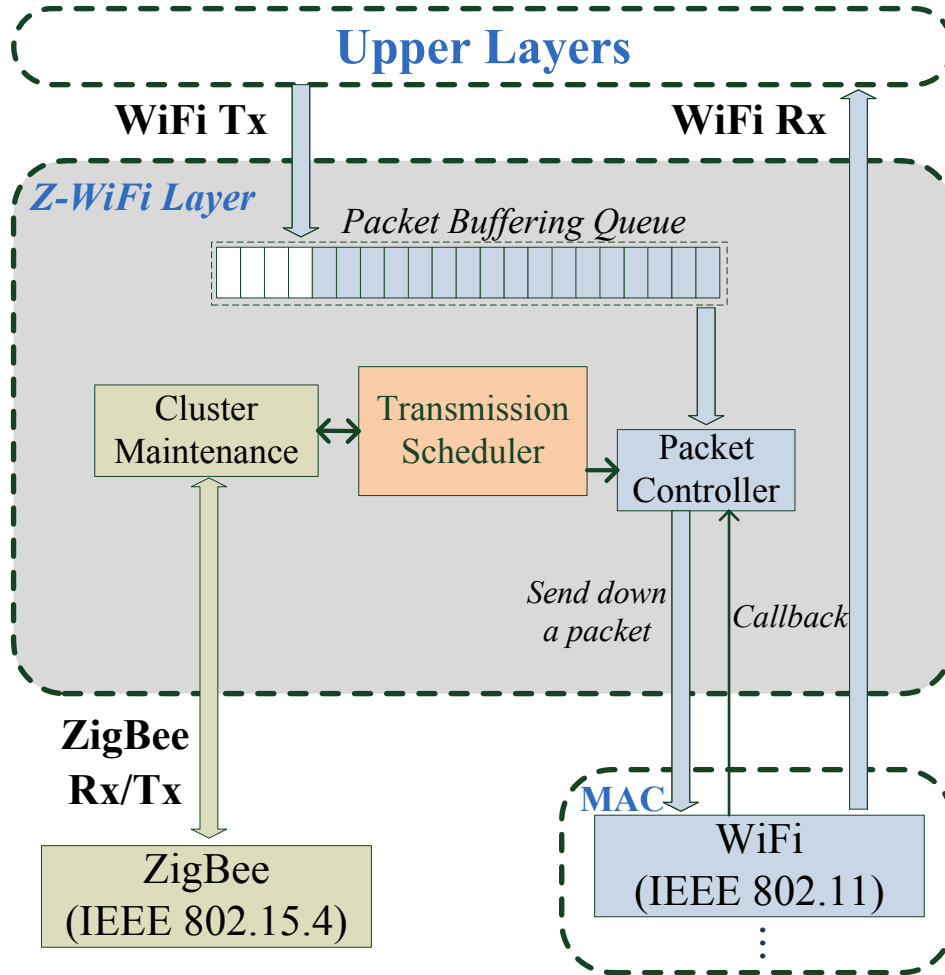 Upper Layers
WiFi Tx
WiFi Rx
Z-WiFi Layer
Packet Buffering Queue
Cluster
Maintenance
Transmission
Scheduler
Packet
Controller
Send down
a packet
Callback
ZigBee
Rx/Tx
MAC
ZigBee
(IEEE 802.15.4)
WiFi
(IEEE 802.11)